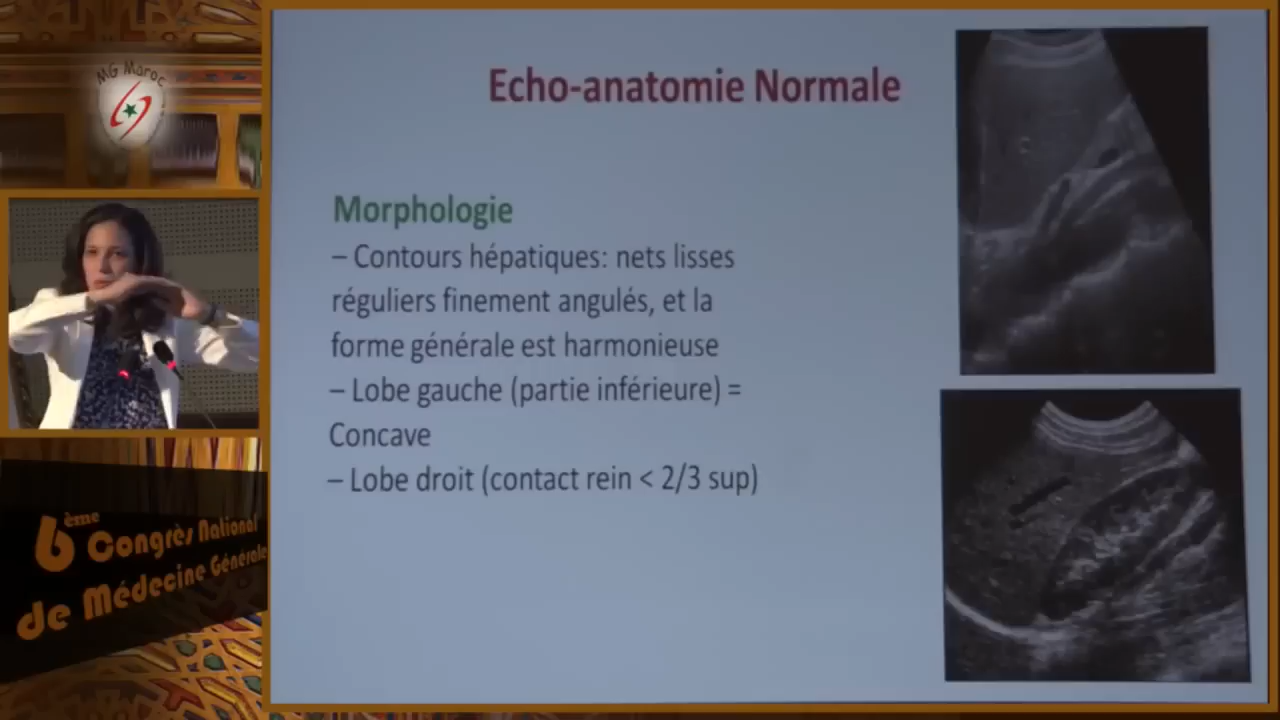 MG Maroc
Echo-anatomie Normale
Morphologie
– Contours hépatiques: nets lisses
réguliers finement angulés, et la
forme générale est harmonieuse
– Lobe gauche (partie inférieure) =
Concave
– Lobe droit (contact rein < 2/3 sup)
6ème Congrès National
de Médecine Générale